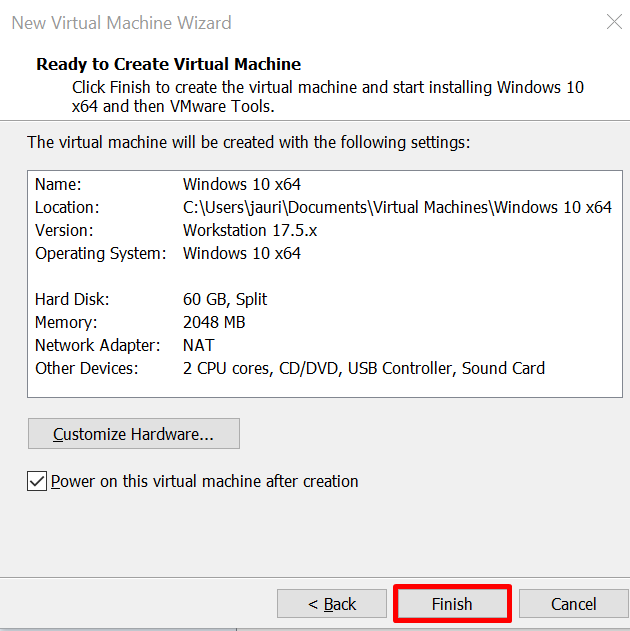 New Virtual Machine Wizard
Ready to Create Virtual Machine
Click Finish to create the virtual machine and start installing Windows 10
x64 and then VMware Tools.
The virtual machine will be created with the following settings:
Name: Windows 10 x64
Location: C:\Users\jauri\Documents\Virtual Machines\Windows 10 x64
Version: Workstation 17.5.x
Operating System: Windows 10 x64
Hard Disk: 60 GB, Split
Memory: 2048 MB
Network Adapter: NAT
Other Devices: 2 CPU cores, CD/DVD, USB Controller, Sound Card
Customize Hardware...
Power on this virtual machine after creation
< Back Finish Cancel